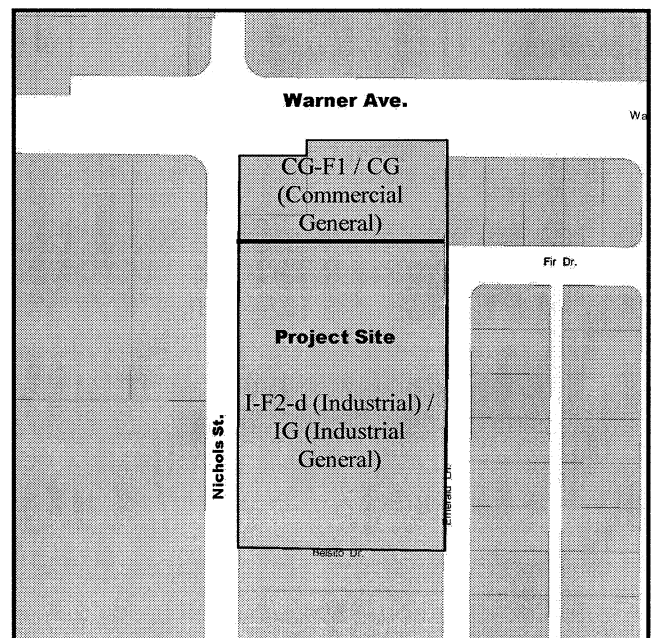 Warner Ave.
Wa
CG-F1 / CG
(Commercial
General)
Fir Dr.
Project Site
I-F2-d (Industrial) /
IG (Industrial
General)
Nichols St.
Emerald Ln.
Belsito Dr.